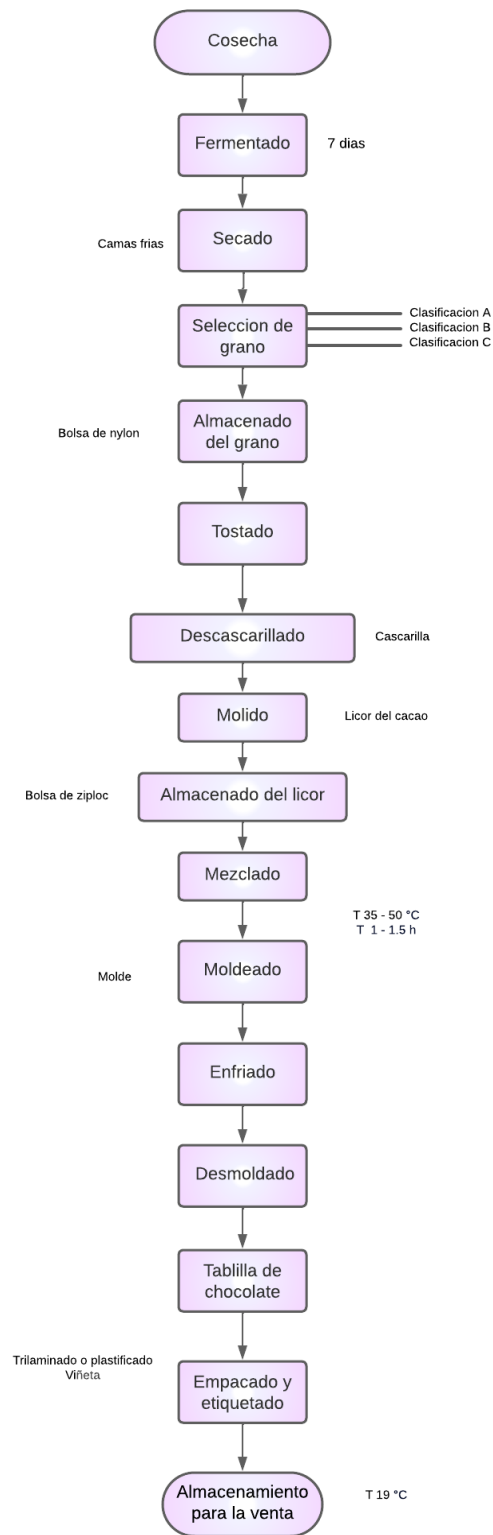 Cosecha
Fermentado
7 dias
Camas frias
Secado
Seleccion de
grano
Clasificacion A
Clasificacion B
Clasificacion C
Bolsa de nylon
Almacenado
del grano
Tostado
Descascarillado
Cascarilla
Molido
Licor del cacao
Bolsa de ziploc
Almacenado del licor
Mezclado
T 35 - 50 °C
T 1 - 1.5 h
Molde
Moldeado
Enfriado
Desmoldado
Tablilla de
chocolate
Trilaminado o plastificado
Viñeta
Empacado y
etiquetado
Almacenamiento
para la venta
T 19 °C